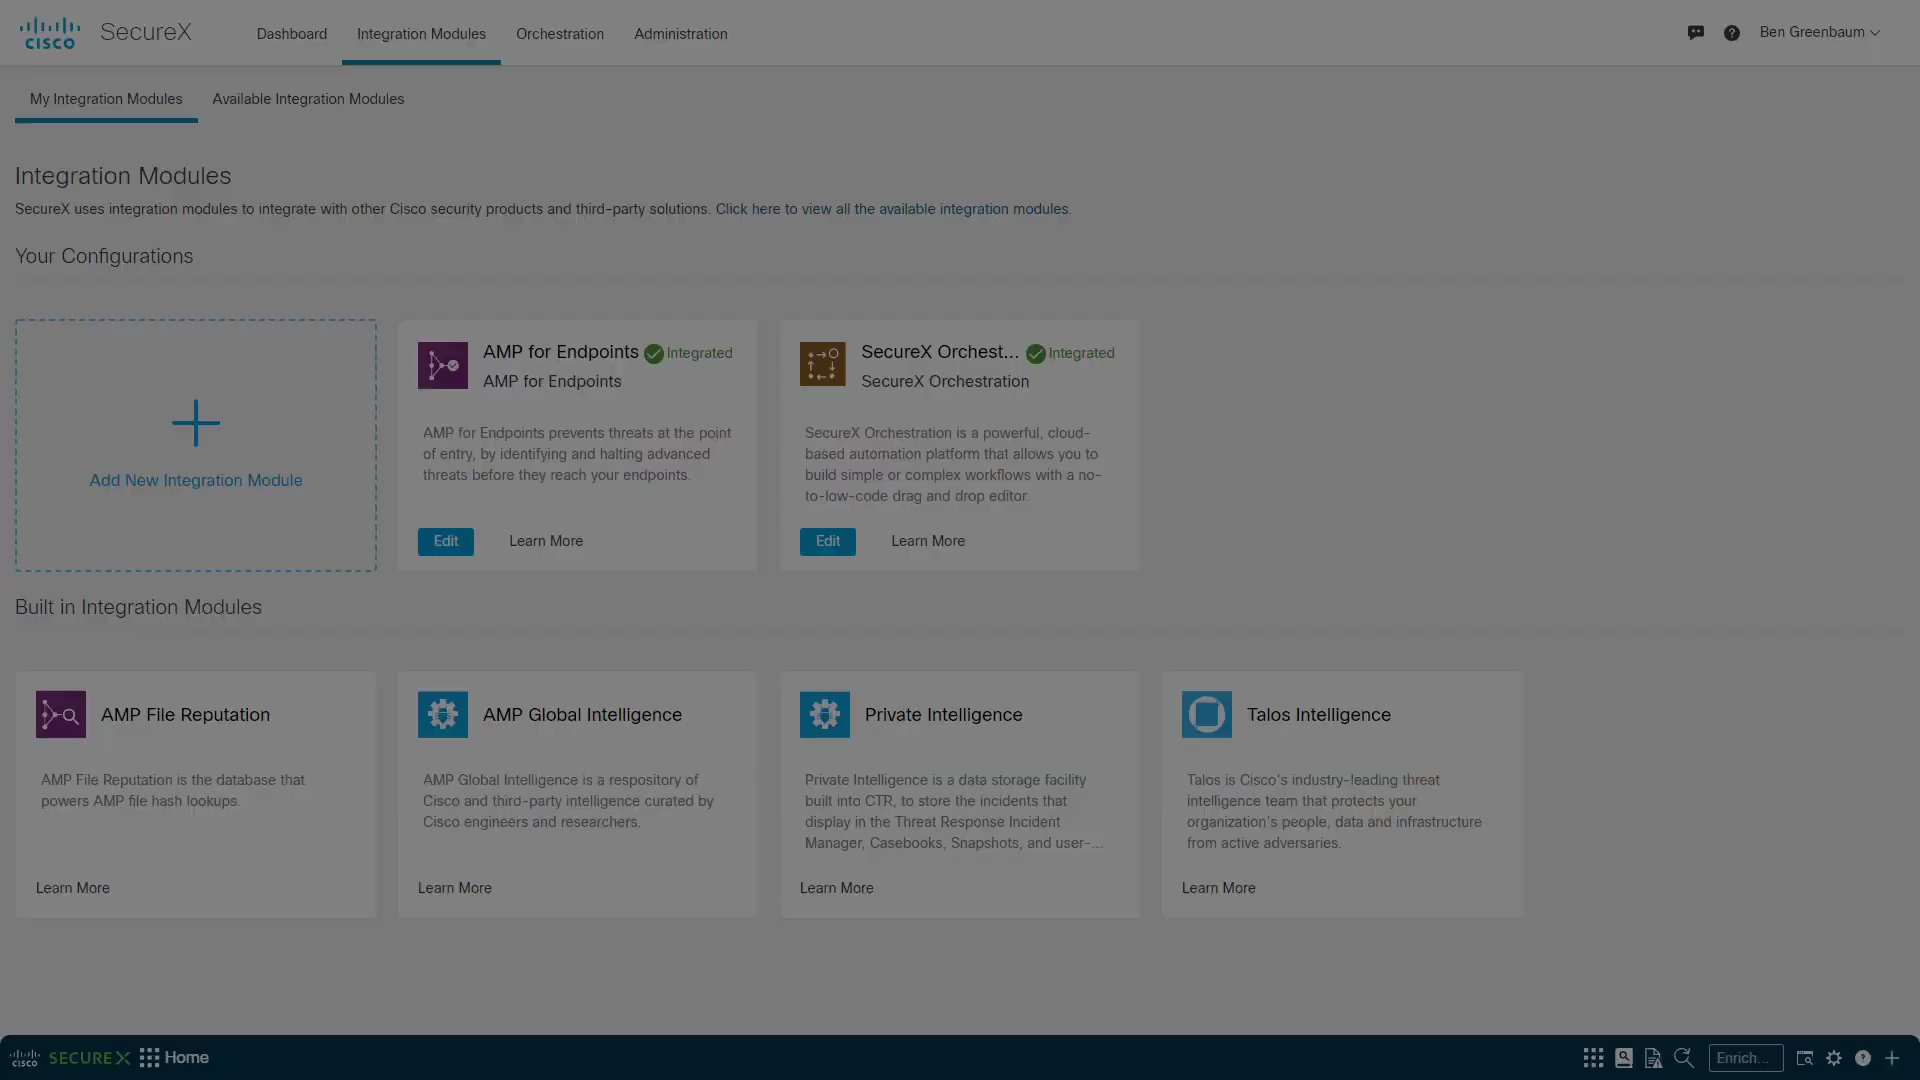 CISCO SecureX Dashboard Integration Modules Orchestration Administration Ben Greenbaum
My Integration Modules Available Integration Modules
Integration Modules
SecureX uses integration modules to integrate with other Cisco security products and third-party solutions. Click here to view all the available integration modules.
Your Configurations
Add New Integration Module
AMP for Endpoints Integrated
AMP for Endpoints
AMP for Endpoints prevents threats at the point
of entry, by identifying and halting advanced
threats before they reach your endpoints.
Edit Learn More
SecureX Orchest... Integrated
SecureX Orchestration
SecureX Orchestration is a powerful, cloud-
based automation platform that allows you to
build simple or complex workflows with a no-
to-low-code drag and drop editor.
Edit Learn More
Built in Integration Modules
AMP File Reputation
AMP File Reputation is the database that
powers AMP file hash lookups.
Learn More
AMP Global Intelligence
AMP Global Intelligence is a respository of
Cisco and third-party intelligence curated by
Cisco engineers and researchers.
Learn More
Private Intelligence
Private Intelligence is a data storage facility
built into CTR, to store the incidents that
display in the Threat Response Incident
Manager, Casebooks, Snapshots, and user-...
Learn More
Talos Intelligence
Talos is Cisco's industry-leading threat
intelligence team that protects your
organization's people, data and infrastructure
from active adversaries.
Learn More
CISCO SECUREX Home Enrich...